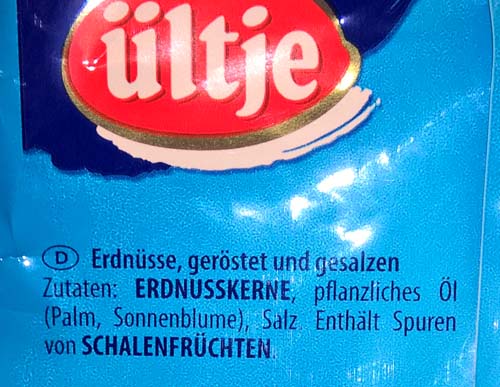 ültje
D Erdnüsse, geröstet und gesalzen
Zutaten: ERDNUSSKERNE, pflanzliches Öl
(Palm, Sonnenblume), Salz. Enthält Spuren
von SCHALENFRÜCHTEN.